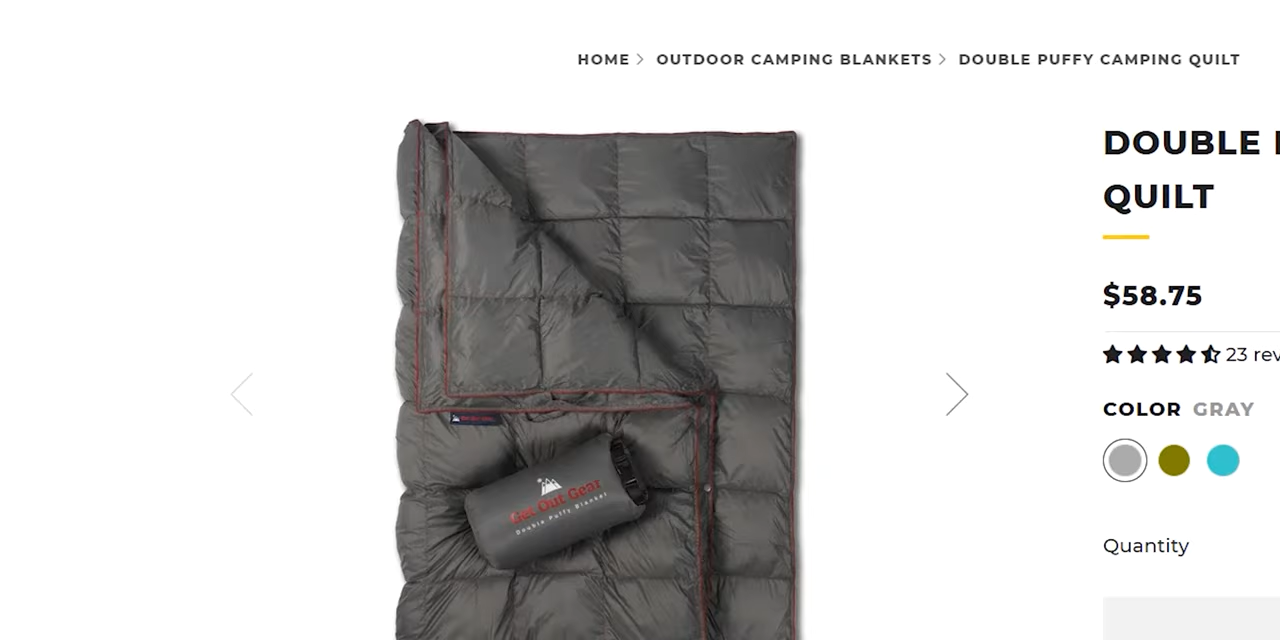 HOME > OUTDOOR CAMPING BLANKETS > DOUBLE PUFFY CAMPING QUILT
DOUBLE
QUILT
$58.75
23 rev
COLOR GRAY
Get Out Gear
Double Puffy Blanket
Quantity